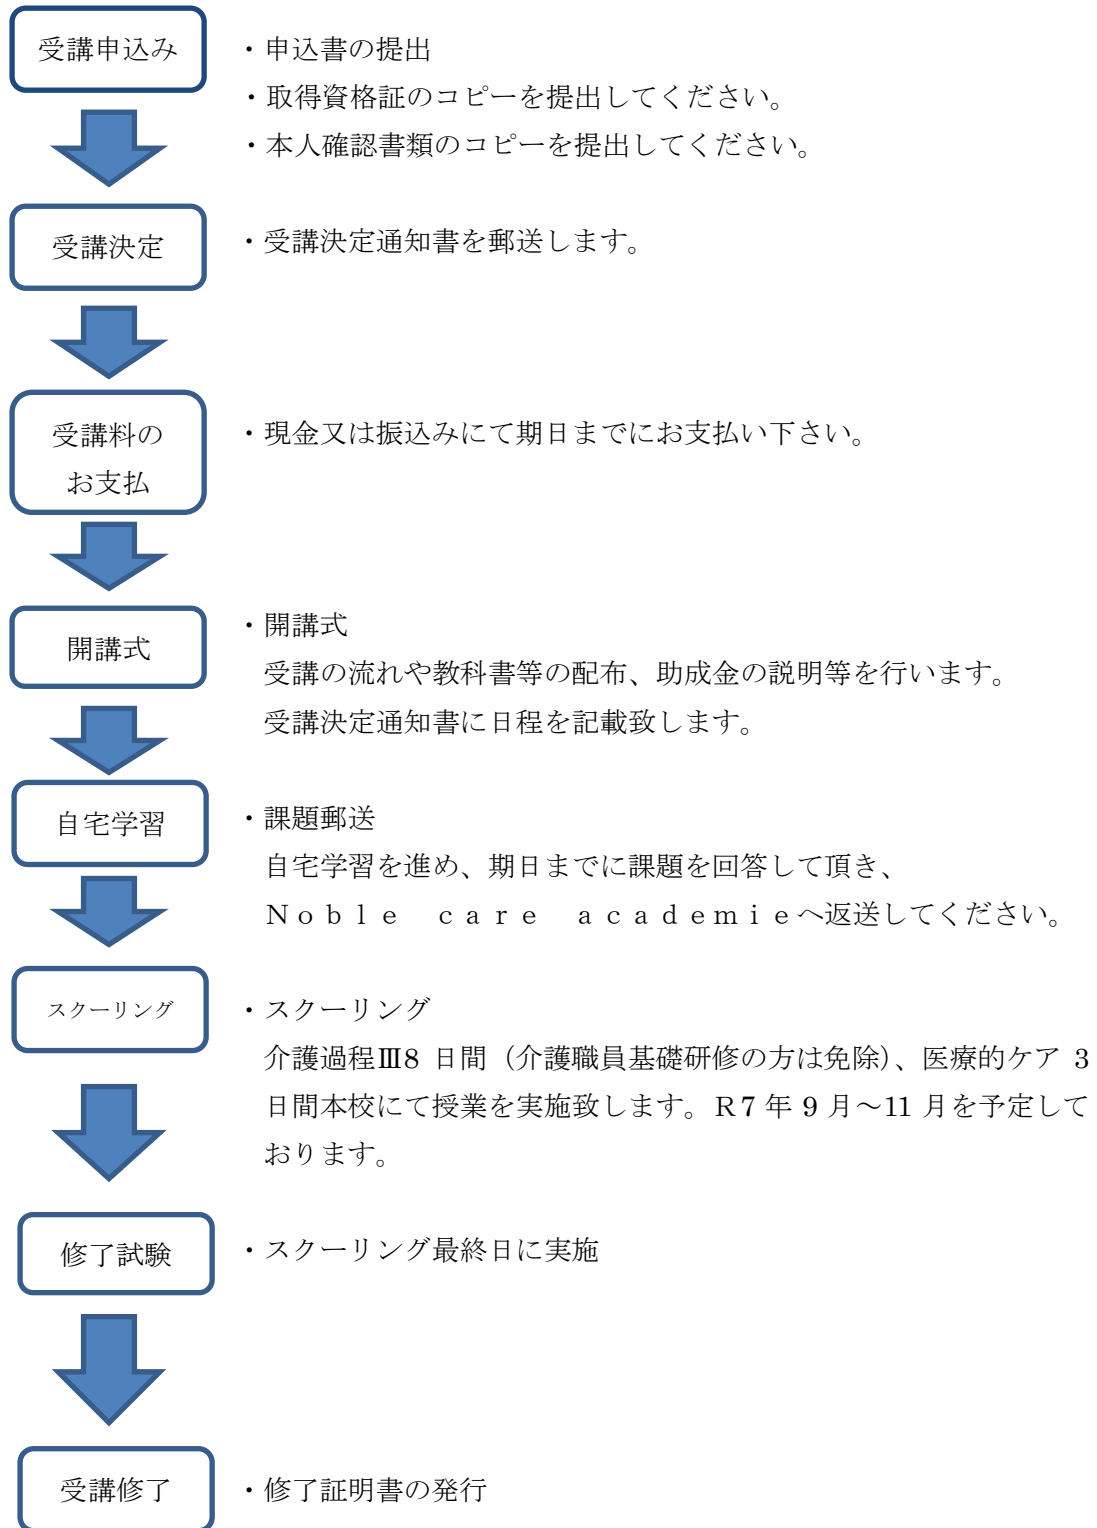 受講申込み
・申込書の提出
・取得資格証のコピーを提出してください。
・本人確認書類のコピーを提出してください。
受講決定
・受講決定通知書を郵送します。
受講料の
お支払
・現金又は振込みにて期日までにお支払い下さい。
開講式
・開講式
受講の流れや教科書等の配布、助成金の説明等を行います。
受講決定通知書に日程を記載致します。
自宅学習
・課題郵送
自宅学習を進め、期日までに課題を回答して頂き、
Ｎｏｂｌｅ　ｃａｒｅ　ａｃａｄｅｍｉｅへ返送してください。
スクーリング
・スクーリング
介護過程Ⅲ8 日間（介護職員基礎研修の方は免除）、医療的ケア 3
日間本校にて授業を実施致します。Ｒ7 年 9 月～11 月を予定して
おります。
修了試験
・スクーリング最終日に実施
受講修了
・修了証明書の発行